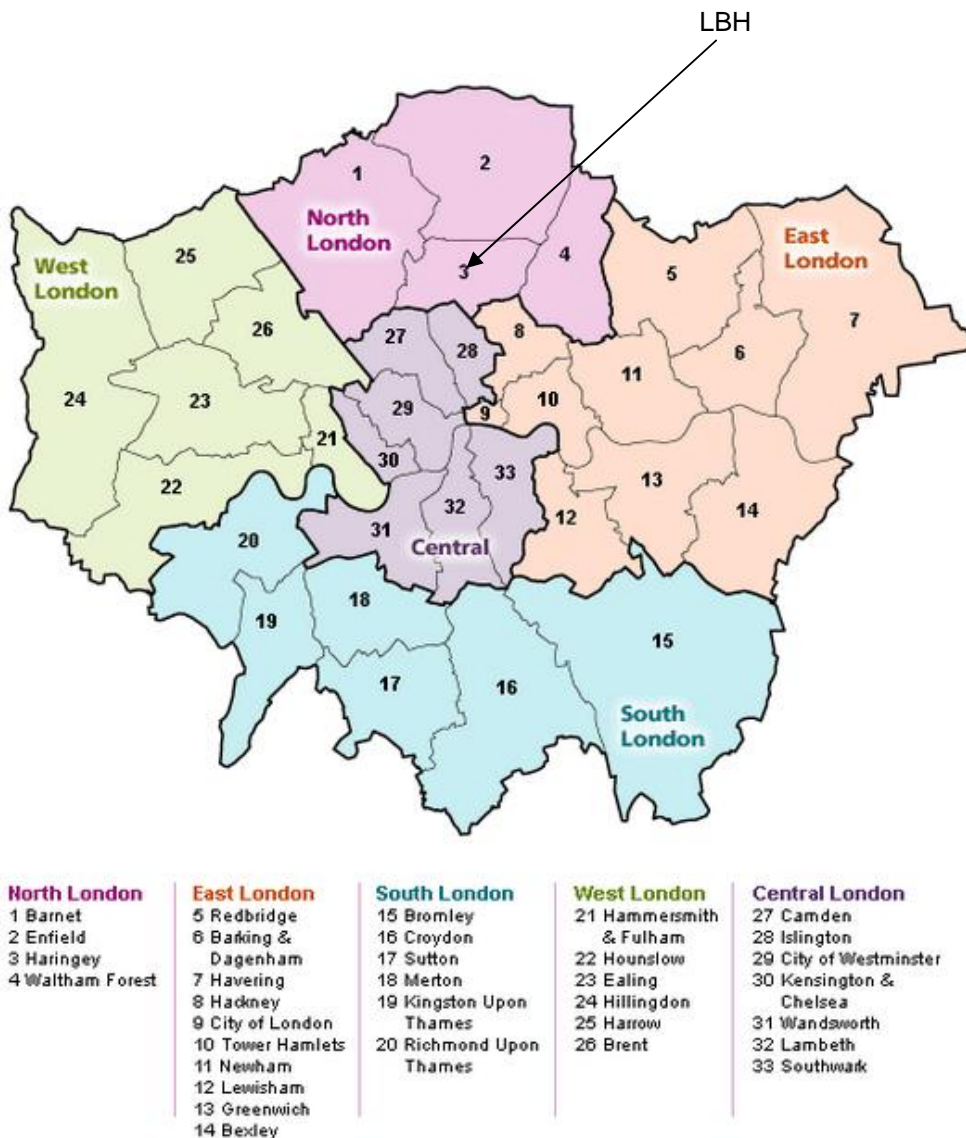 LBH
1
2
North
London
3
4
25
West
London
26
24
23
21
22
5
East
London
7
6
8
11
10
9
27
28
29
30
33
32
31
Central
13
14
12
20
19
18
17
16
15
South
London
North London
1 Barnet
2 Enfield
3 Haringey
4 Waltham Forest
East London
5 Redbridge
6 Barking &
Dagenham
7 Havering
8 Hackney
9 City of London
10 Tower Hamlets
11 Newham
12 Lewisham
13 Greenwich
14 Bexley
South London
15 Bromley
16 Croydon
17 Sutton
18 Merton
19 Kingston Upon
Thames
20 Richmond Upon
Thames
West London
21 Hammersmith
& Fulham
22 Hounslow
23 Ealing
24 Hillingdon
25 Harrow
26 Brent
Central London
27 Camden
28 Islington
29 City of Westminster
30 Kensington &
Chelsea
31 Wandsworth
32 Lambeth
33 Southwark